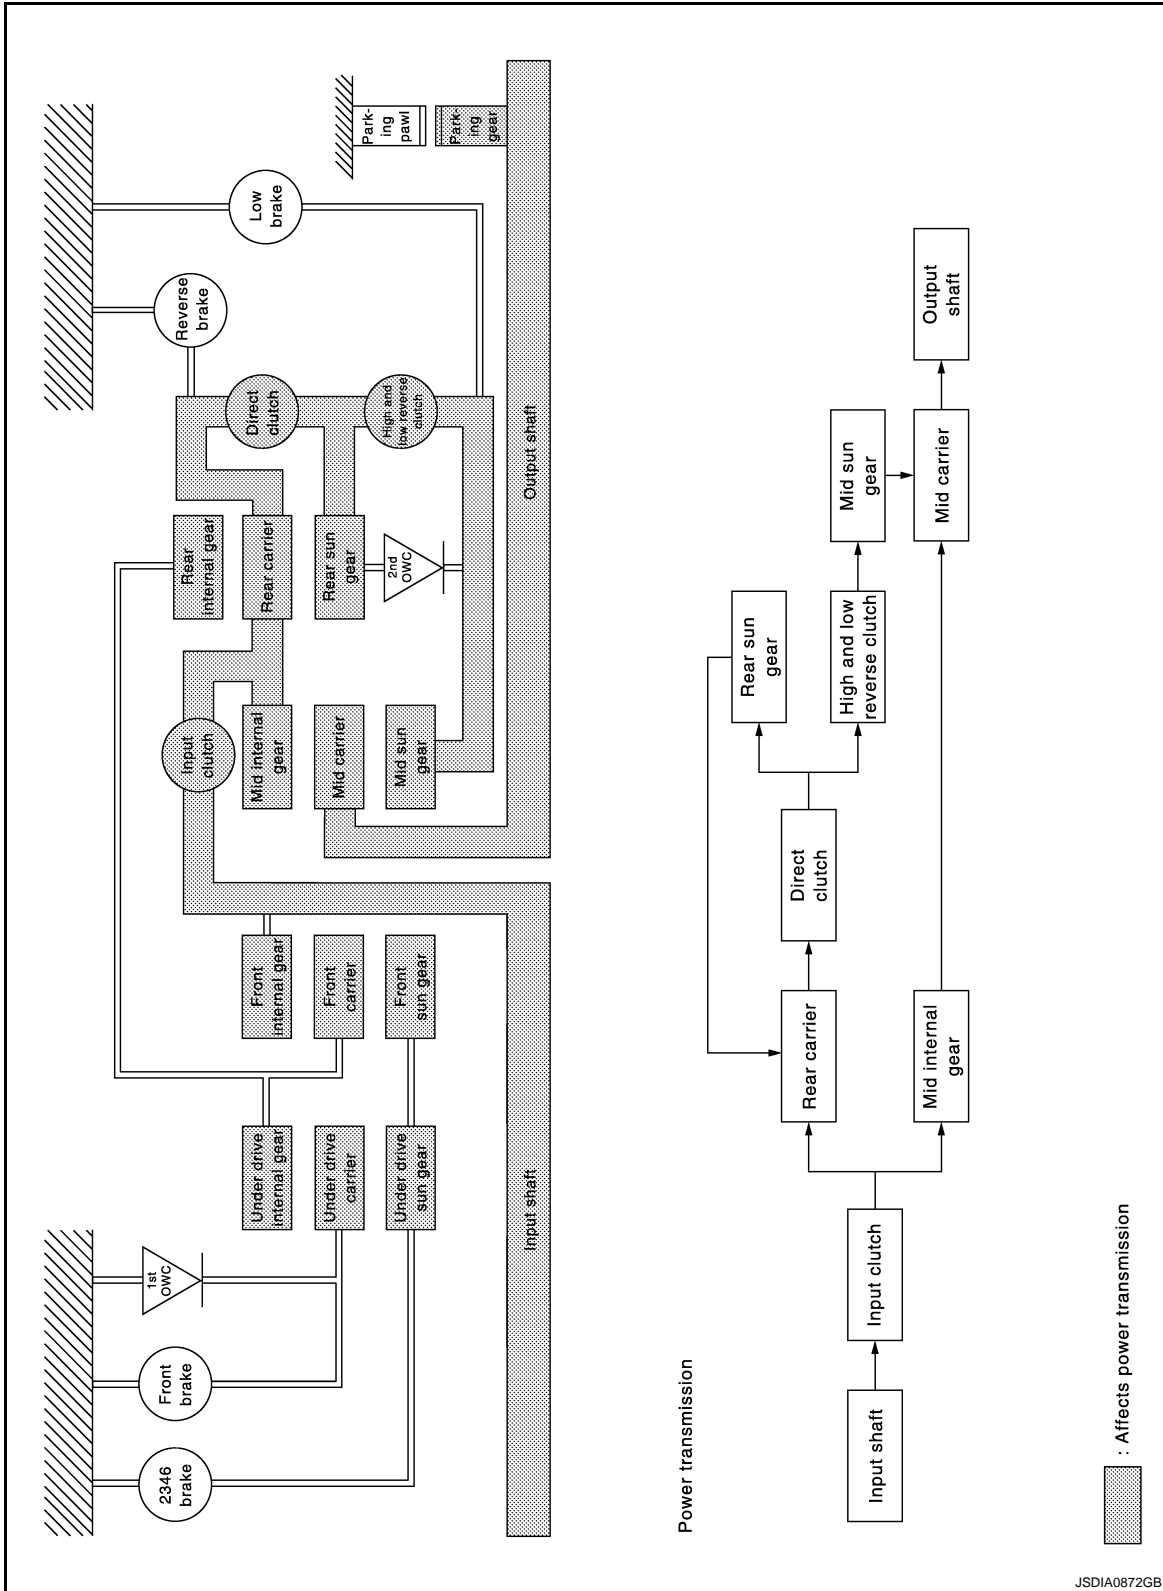 2346
brake
Front
brake
1st
OWC
Under drive
internal gear
Under drive
carrier
Under drive
sun gear
Front
internal gear
Front
carrier
Front
sun gear
Input shaft
Input
clutch
Mid internal
gear
Mid carrier
Mid sun
gear
Rear
internal gear
Rear carrier
Rear sun
gear
2nd
OWC
Direct
clutch
High and
low reverse
clutch
Reverse
brake
Low
brake
Park-
ing
pawl
Park-
ing
gear
Output shaft
Power transmission
Input shaft
Input clutch
Rear carrier
Mid internal
gear
Direct
clutch
Rear sun
gear
High and low
reverse clutch
Mid sun
gear
Mid carrier
Output
shaft
: Affects power transmission
JSDIA0872GB